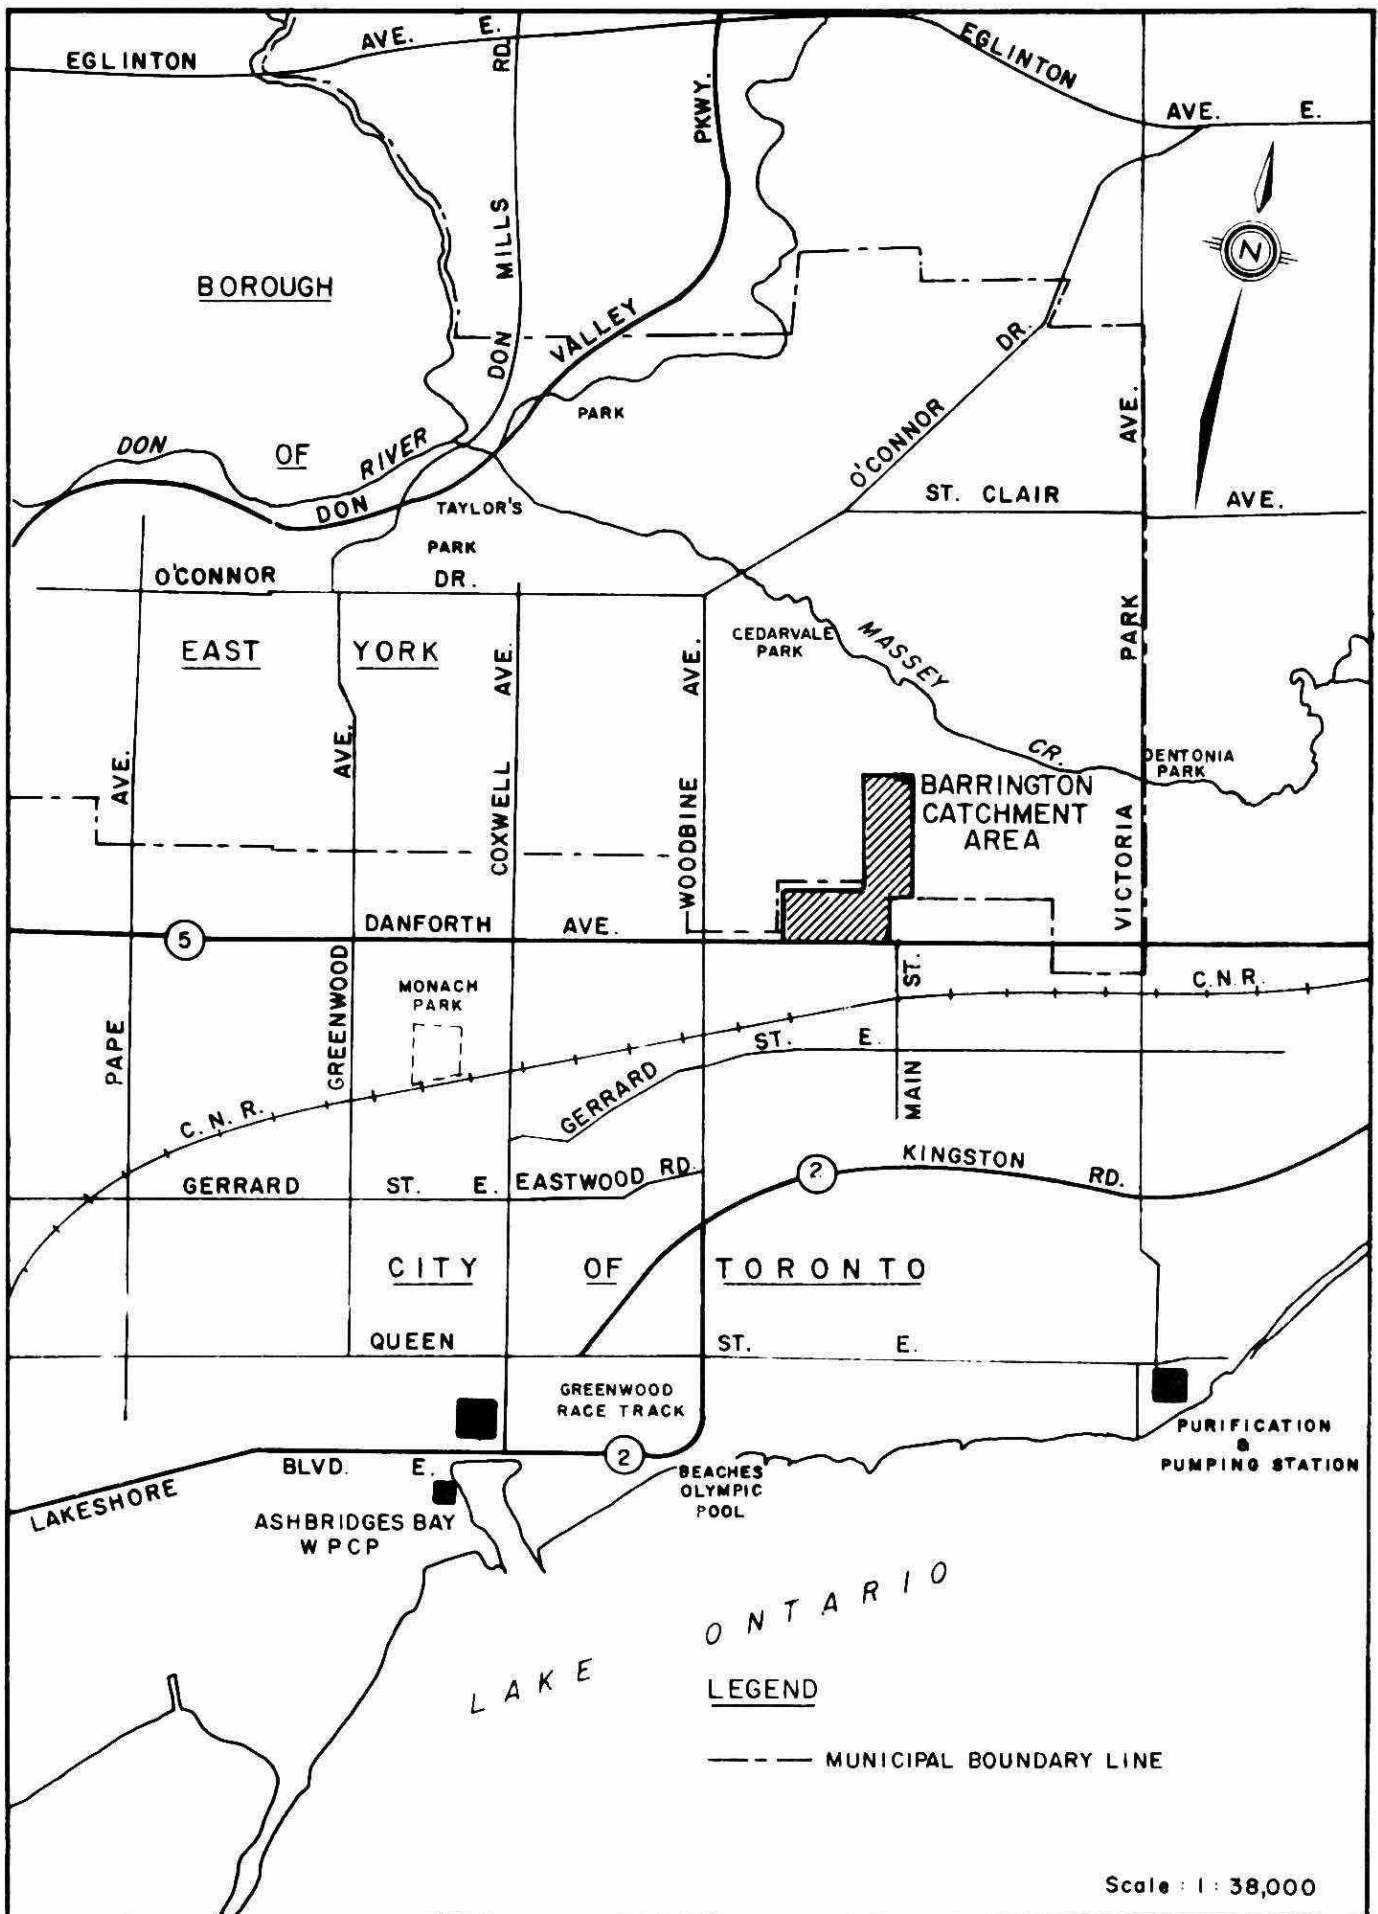 EGLINTON AVE. E.
EGLINTON AVE. E.
DON MILLS RD.
DON VALLEY PKWY.
N
BOROUGH
OF
EAST YORK
DON RIVER
PARK
TAYLOR'S
PARK
O'CONNOR DR.
O'CONNOR DR.
ST. CLAIR AVE.
VICTORIA PARK AVE.
CEDARVALE
PARK
MASSEY CR.
DENTONIA
PARK
PAPE AVE.
GREENWOOD AVE.
COXWELL AVE.
WOODBINE AVE.
BARRINGTON
CATCHMENT
AREA
5
DANFORTH AVE.
MONACH
PARK
MAIN ST.
C.N.R.
C.N.R.
GERRARD ST. E.
GERRARD ST. E.
EASTWOOD RD.
2
KINGSTON RD.
CITY OF TORONTO
QUEEN ST. E.
GREENWOOD
RACE TRACK
2
LAKESHORE BLVD. E.
BEACHES
OLYMPIC
POOL
PURIFICATION
&
PUMPING STATION
ASHBRIDGES BAY
WPCP
LAKE ONTARIO
LEGEND
MUNICIPAL BOUNDARY LINE
Scale : 1 : 38,000